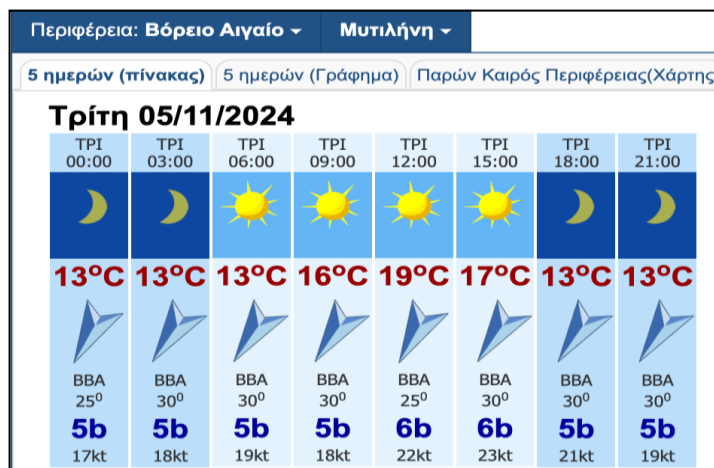 Περιφέρεια: Βόρειο Αιγαίο Μυτιλήνη
5 ημερών (πίνακας) 5 ημερών (Γράφημα) Παρών Καιρός Περιφέρειας(Χάρτης
Τρίτη 05/11/2024
ΤΡΙ ΤΡΙ ΤΡΙ ΤΡΙ ΤΡΙ ΤΡΙ ΤΡΙ ΤΡΙ
00:00 03:00 06:00 09:00 12:00 15:00 18:00 21:00
13°C 13°C 13°C 16°C 19°C 17°C 13°C 13°C
ΒΒΑ ΒΒΑ ΒΒΑ ΒΒΑ ΒΒΑ ΒΒΑ ΒΒΑ ΒΒΑ
25⁰ 30⁰ 30⁰ 30⁰ 25⁰ 30⁰ 30⁰ 30⁰
5b 5b 5b 5b 6b 6b 5b 5b
17kt 18kt 19kt 18kt 22kt 23kt 21kt 19kt